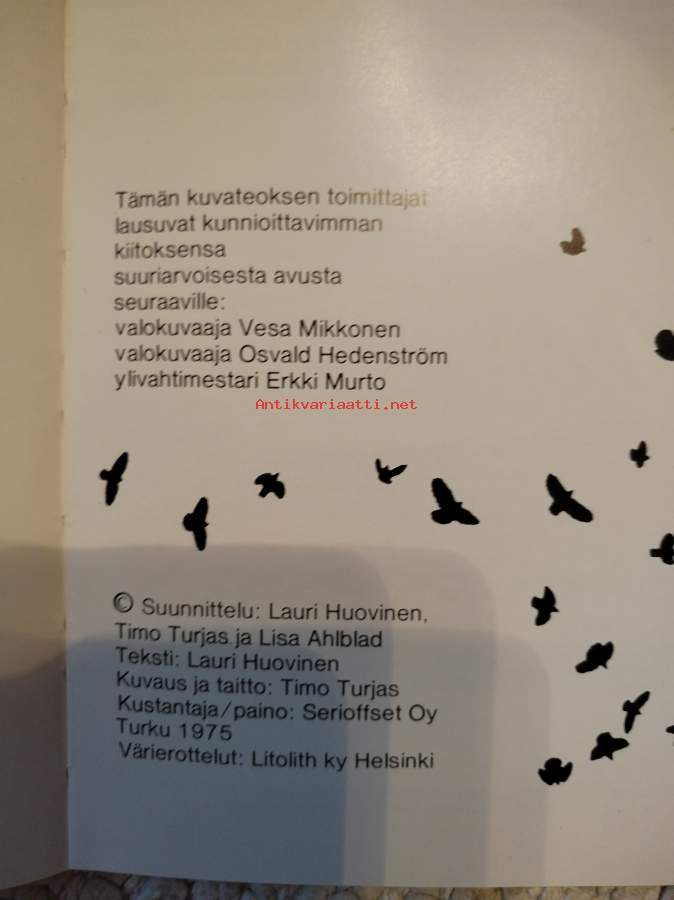 Tämän kuvateoksen toimittajat
lausuvat kunnioittavimman
kiitoksensa
suuriarvoisesta avusta
seuraaville:
valokuvaaja Vesa Mikkonen
valokuvaaja Osvald Hedenström
ylivahtimestari Erkki Murto
Antikvariaatti.net
© Suunnittelu: Lauri Huovinen,
Timo Turjas ja Lisa Ahlblad
Teksti: Lauri Huovinen
Kuvaus ja taitto: Timo Turjas
Kustantaja/paino: Serioffset Oy
Turku 1975
Värierottelut: Litolith ky Helsinki